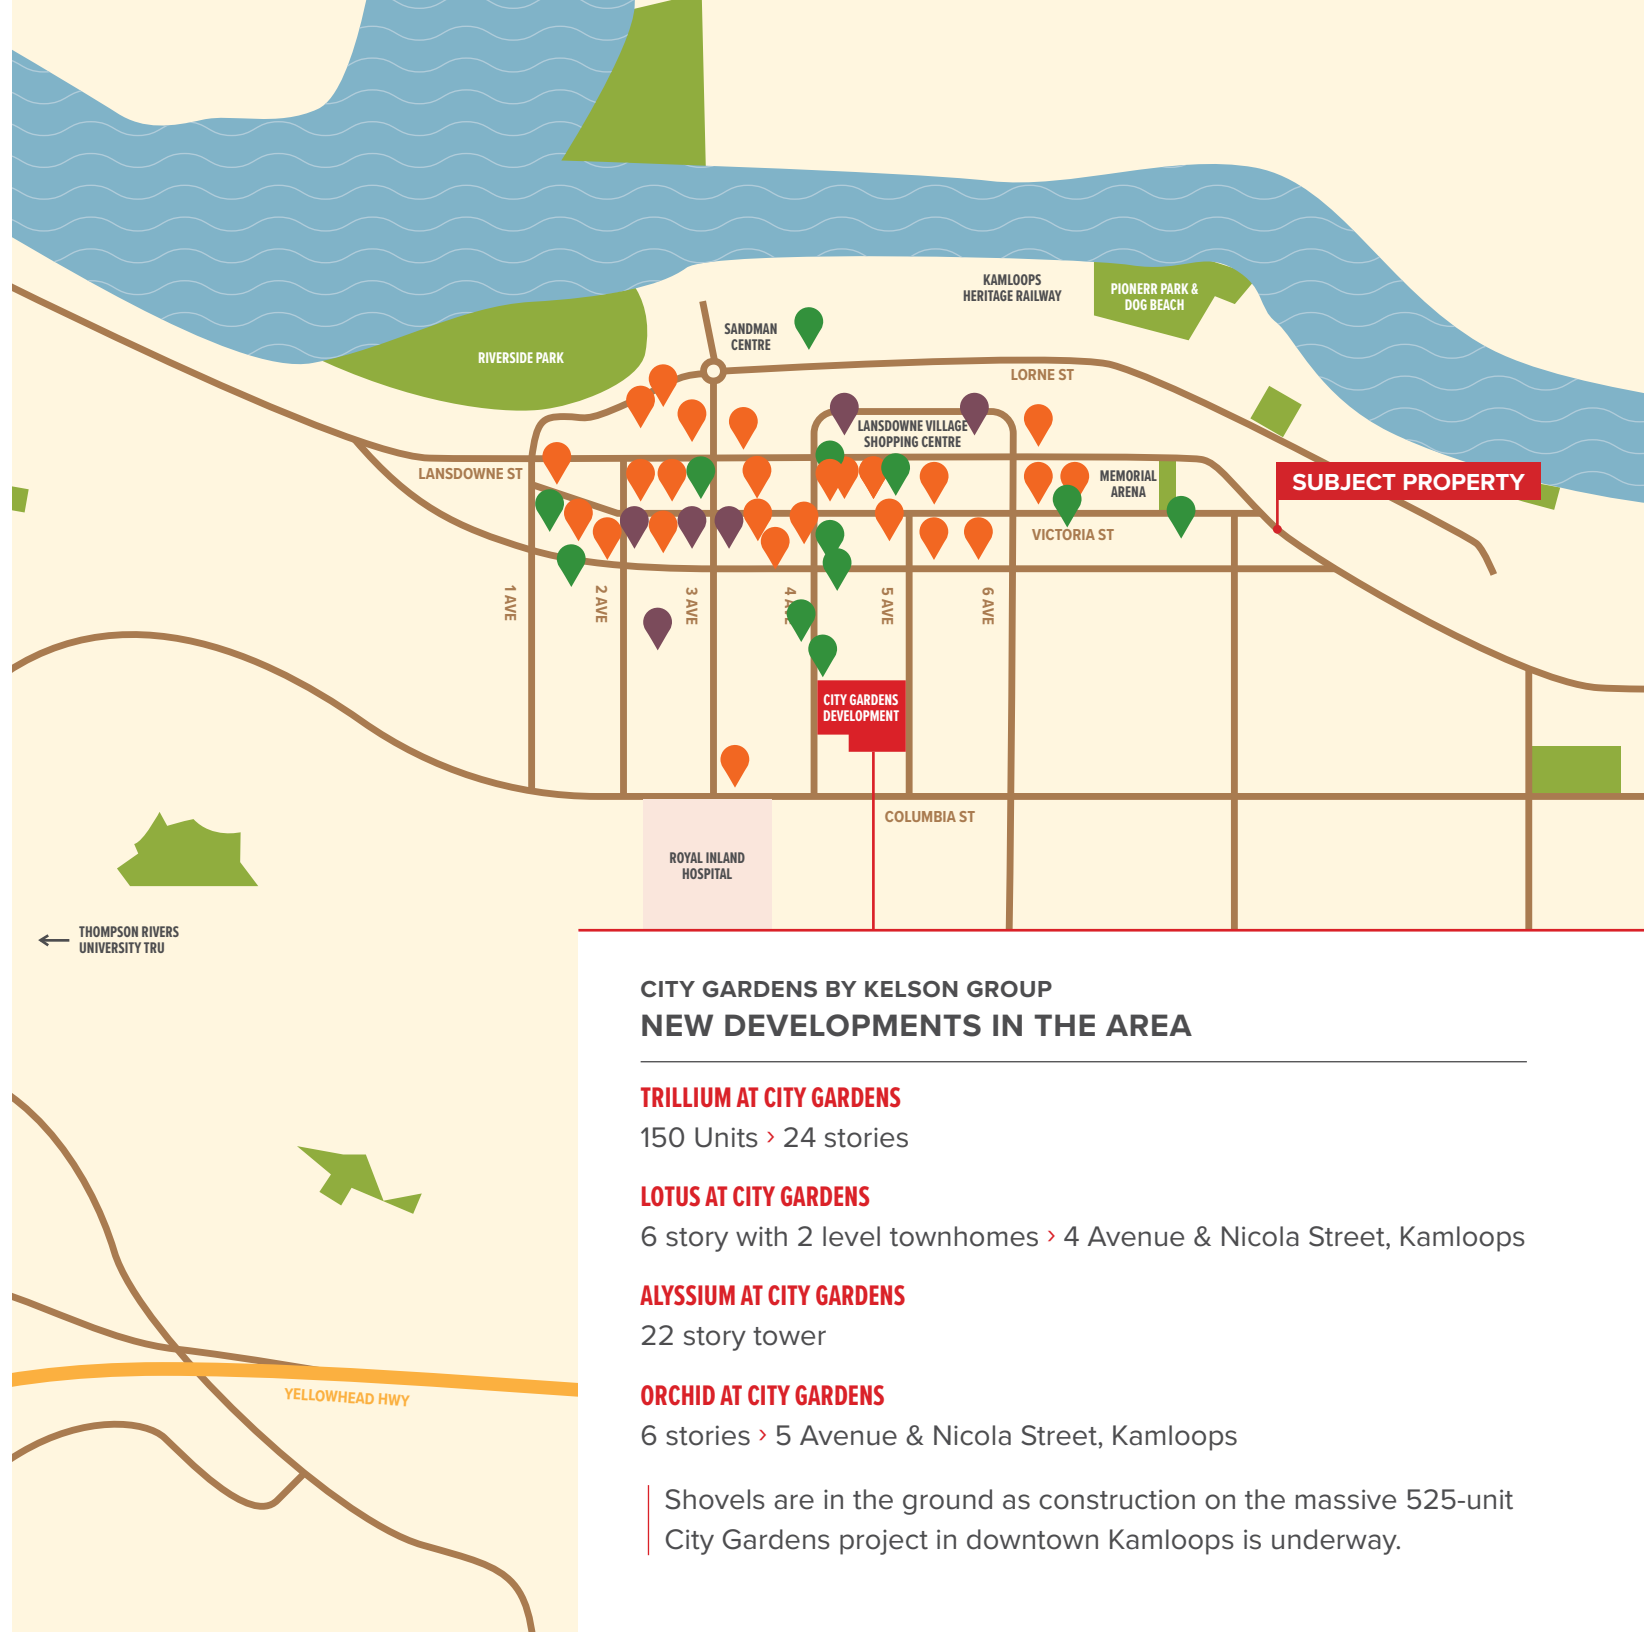 KAMLOOPS
HERITAGE RAILWAY
PIONERR PARK &
DOG BEACH
SANDMAN
CENTRE
RIVERSIDE PARK
LORNE ST
LANSDOWNE VILLAGE
SHOPPING CENTRE
LANSDOWNE ST
MEMORIAL
ARENA
SUBJECT PROPERTY
VICTORIA ST
1 AVE
2 AVE
3 AVE
4 AVE
5 AVE
6 AVE
CITY GARDENS
DEVELOPMENT
COLUMBIA ST
ROYAL INLAND
HOSPITAL
THOMPSON RIVERS
UNIVERSITY TRU
YELLOWHEAD HWY
CITY GARDENS BY KELSON GROUP
NEW DEVELOPMENTS IN THE AREA
TRILLIUM AT CITY GARDENS
150 Units › 24 stories
LOTUS AT CITY GARDENS
6 story with 2 level townhomes › 4 Avenue & Nicola Street, Kamloops
ALYSSIUM AT CITY GARDENS
22 story tower
ORCHID AT CITY GARDENS
6 stories › 5 Avenue & Nicola Street, Kamloops
Shovels are in the ground as construction on the massive 525-unit
City Gardens project in downtown Kamloops is underway.